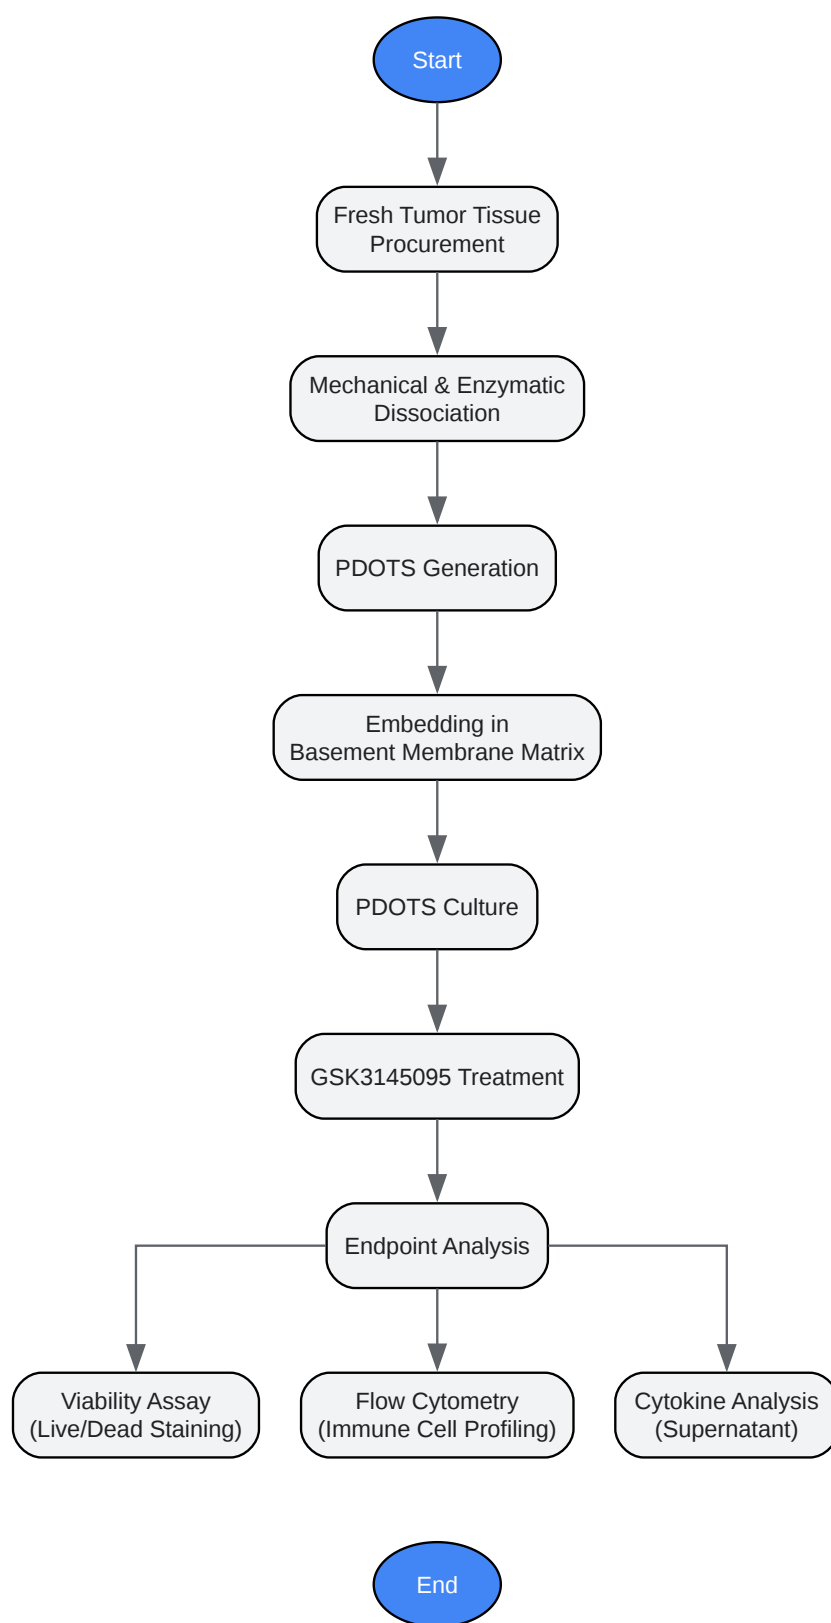 Start
Fresh Tumor Tissue
Procurement
Mechanical & Enzymatic
Dissociation
PDOTS Generation
Embedding in
Basement Membrane Matrix
PDOTS Culture
GSK3145095 Treatment
Endpoint Analysis
Viability Assay
(Live/Dead Staining)
Flow Cytometry
(Immune Cell Profiling)
Cytokine Analysis
(Supernatant)
End